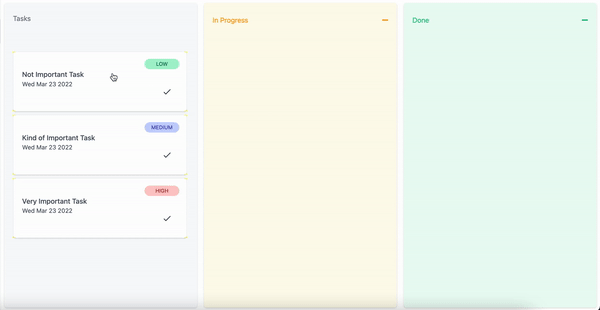 Tasks
In Progress
Done
LOW
Not Important Task
Wed Mar 23 2022
MEDIUM
Kind of Important Task
Wed Mar 23 2022
HIGH
Very Important Task
Wed Mar 23 2022